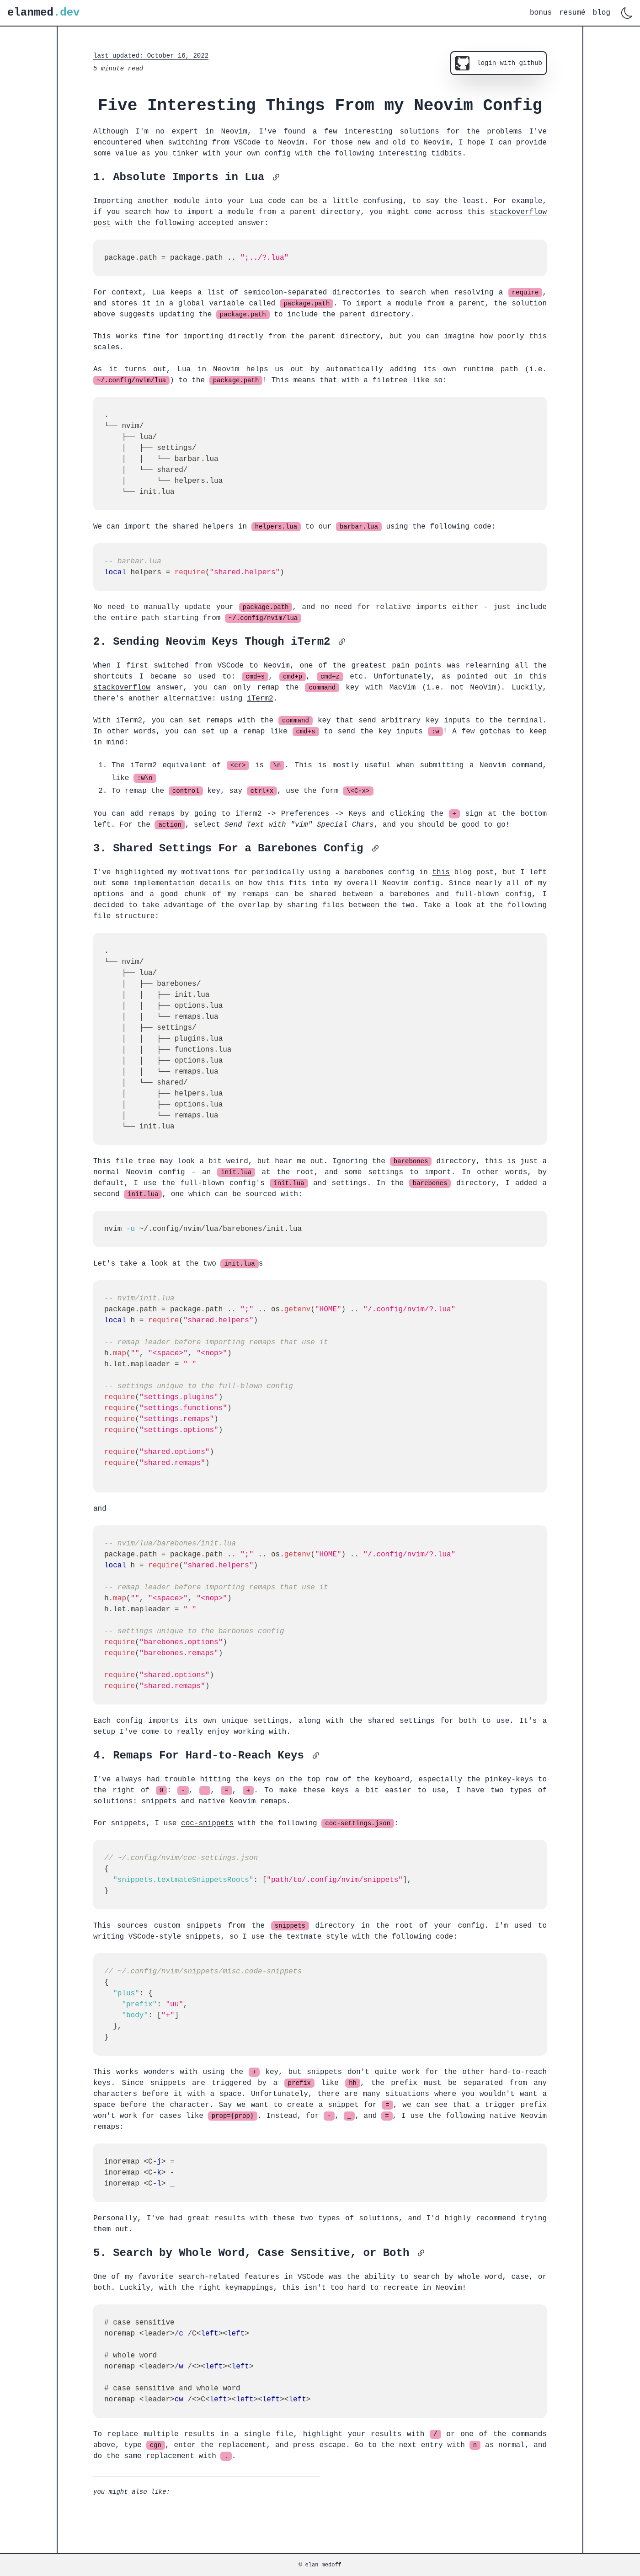 elanmed.dev
bonus resumé blog
last updated: October 16, 2022
login with github
5 minute read
Five Interesting Things From my Neovim Config
Although I'm no expert in Neovim, I've found a few interesting solutions for the problems I've
encountered when switching from VSCode to Neovim. For those new and old to Neovim, I hope I can provide
some value as you tinker with your own config with the following interesting tidbits.
1. Absolute Imports in Lua
Importing another module into your Lua code can be a little confusing, to say the least. For example,
if you search how to import a module from a parent directory, you might come across this stackoverflow
post with the following accepted answer:
package.path = package.path .. ";../?.lua"
For context, Lua keeps a list of semicolon-separated directories to search when resolving a require,
and stores it in a global variable called package.path. To import a module from a parent, the solution
above suggests updating the package.path to include the parent directory.
This works fine for importing directly from the parent directory, but you can imagine how poorly this
scales.
As it turns out, Lua in Neovim helps us out by automatically adding its own runtime path (i.e.
~/.config/nvim/lua) to the package.path! This means that with a filetree like so:
.
└── nvim/
    ├── lua/
    │   ├── settings/
    │   │   └── barbar.lua
    │   └── shared/
    │       └── helpers.lua
    └── init.lua
We can import the shared helpers in helpers.lua to our barbar.lua using the following code:
-- barbar.lua
local helpers = require("shared.helpers")
No need to manually update your package.path, and no need for relative imports either - just include
the entire path starting from ~/.config/nvim/lua
2. Sending Neovim Keys Though iTerm2
When I first switched from VSCode to Neovim, one of the greatest pain points was relearning all the
shortcuts I became so used to: cmd+s, cmd+p, cmd+z etc. Unfortunately, as pointed out in this
stackoverflow answer, you can only remap the command key with MacVim (i.e. not NeoVim). Luckily,
there's another alternative: using iTerm2.
With iTerm2, you can set remaps with the command key that send arbitrary key inputs to the terminal.
In other words, you can set up a remap like cmd+s to send the key inputs :w! A few gotchas to keep
in mind:
1. The iTerm2 equivalent of <cr> is \n. This is mostly useful when submitting a Neovim command,
like :w\n
2. To remap the control key, say ctrl+x, use the form \<C-x>
You can add remaps by going to iTerm2 -> Preferences -> Keys and clicking the + sign at the bottom
left. For the action, select Send Text with "vim" Special Chars, and you should be good to go!
3. Shared Settings For a Barebones Config
I've highlighted my motivations for periodically using a barebones config in this blog post, but I left
out some implementation details on how this fits into my overall Neovim config. Since nearly all of my
options and a good chunk of my remaps can be shared between a barebones and full-blown config, I
decided to take advantage of the overlap by sharing files between the two. Take a look at the following
file structure:
.
└── nvim/
    ├── lua/
    │   ├── barebones/
    │   │   ├── init.lua
    │   │   ├── options.lua
    │   │   └── remaps.lua
    │   ├── settings/
    │   │   ├── plugins.lua
    │   │   ├── functions.lua
    │   │   ├── options.lua
    │   │   └── remaps.lua
    │   └── shared/
    │       ├── helpers.lua
    │       ├── options.lua
    │       └── remaps.lua
    └── init.lua
This file tree may look a bit weird, but hear me out. Ignoring the barebones directory, this is just a
normal Neovim config - an init.lua at the root, and some settings to import. In other words, by
default, I use the full-blown config's init.lua and settings. In the barebones directory, I added a
second init.lua, one which can be sourced with:
nvim -u ~/.config/nvim/lua/barebones/init.lua
Let's take a look at the two init.luas
-- nvim/init.lua
package.path = package.path .. ";" .. os.getenv("HOME") .. "/.config/nvim/?.lua"
local h = require("shared.helpers")
-- remap leader before importing remaps that use it
h.map("", "<space>", "<nop>")
h.let.mapleader = " "
-- settings unique to the full-blown config
require("settings.plugins")
require("settings.functions")
require("settings.remaps")
require("settings.options")
require("shared.options")
require("shared.remaps")
and
-- nvim/lua/barebones/init.lua
package.path = package.path .. ";" .. os.getenv("HOME") .. "/.config/nvim/?.lua"
local h = require("shared.helpers")
-- remap leader before importing remaps that use it
h.map("", "<space>", "<nop>")
h.let.mapleader = " "
-- settings unique to the barbones config
require("barebones.options")
require("barebones.remaps")
require("shared.options")
require("shared.remaps")
Each config imports its own unique settings, along with the shared settings for both to use. It's a
setup I've come to really enjoy working with.
4. Remaps For Hard-to-Reach Keys
I've always had trouble hitting the keys on the top row of the keyboard, especially the pinkey-keys to
the right of 0: -, _, =, +. To make these keys a bit easier to use, I have two types of
solutions: snippets and native Neovim remaps.
For snippets, I use coc-snippets with the following coc-settings.json:
// ~/.config/nvim/coc-settings.json
{
  "snippets.textmateSnippetsRoots": ["path/to/.config/nvim/snippets"],
}
This sources custom snippets from the snippets directory in the root of your config. I'm used to
writing VSCode-style snippets, so I use the textmate style with the following code:
// ~/.config/nvim/snippets/misc.code-snippets
{
  "plus": {
    "prefix": "uu",
    "body": ["+"]
  },
}
This works wonders with using the + key, but snippets don't quite work for the other hard-to-reach
keys. Since snippets are triggered by a prefix like hh, the prefix must be separated from any
characters before it with a space. Unfortunately, there are many situations where you wouldn't want a
space before the character. Say we want to create a snippet for =, we can see that a trigger prefix
won't work for cases like prop={prop}. Instead, for -, _, and =, I use the following native Neovim
remaps:
inoremap <C-j> =
inoremap <C-k> -
inoremap <C-l> _
Personally, I've had great results with these two types of solutions, and I'd highly recommend trying
them out.
5. Search by Whole Word, Case Sensitive, or Both
One of my favorite search-related features in VSCode was the ability to search by whole word, case, or
both. Luckily, with the right keymappings, this isn't too hard to recreate in Neovim!
# case sensitive
noremap <leader>/c /C<left><left>
# whole word
noremap <leader>/w /<><left><left>
# case sensitive and whole word
noremap <leader>cw /<>C<left><left><left><left>
To replace multiple results in a single file, highlight your results with / or one of the commands
above, type cgn, enter the replacement, and press escape. Go to the next entry with n as normal, and
do the same replacement with ..
you might also like:
© elan medoff